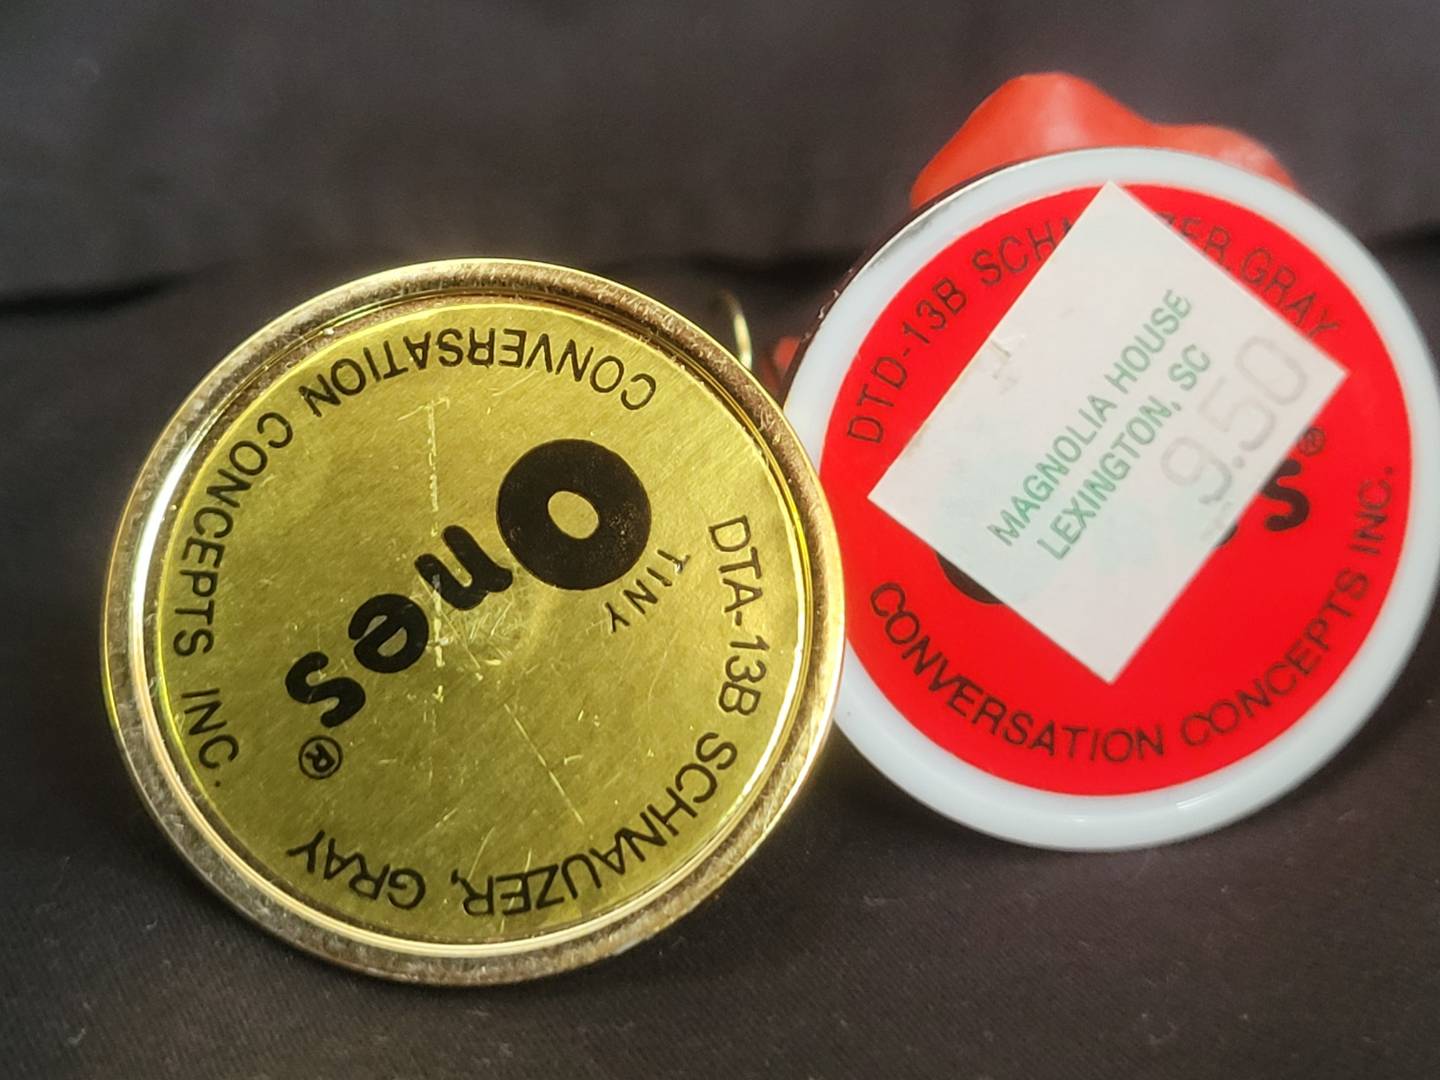 DTA-13B SCHNAUZER, GRAY
TINY
Ones®
CONVERSATION CONCEPTS INC.
DTD-13B GRAY
MAGNOLIA HOUSE
LEXINGTON, SC
9.50
s®
CONVERSATION CONCEPTS INC.